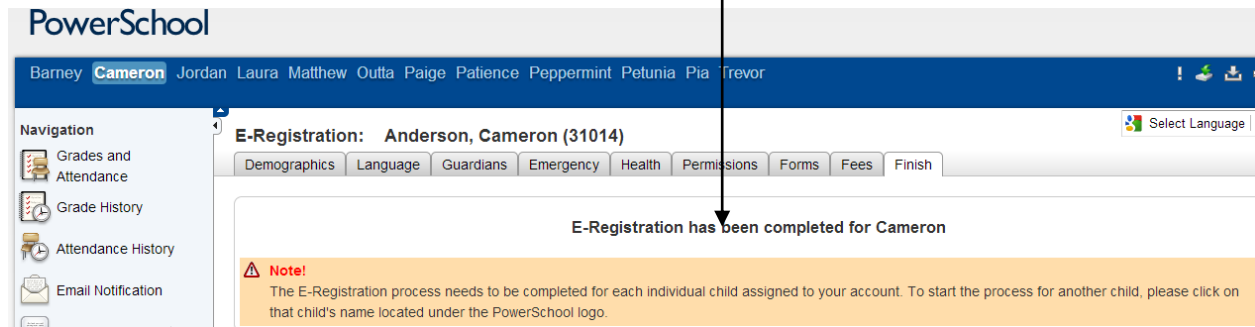 PowerSchool
Barney Cameron Jordan Laura Matthew Outta Paige Patience Peppermint Petunia Pia Trevor
Select Language
Navigation
Grades and
Attendance
Grade History
Attendance History
Email Notification
E-Registration: Anderson, Cameron (31014)
Demographics Language Guardians Emergency Health Permissions Forms Fees Finish
E-Registration has been completed for Cameron
Note!
The E-Registration process needs to be completed for each individual child assigned to your account. To start the process for another child, please click on
that child's name located under the PowerSchool logo.